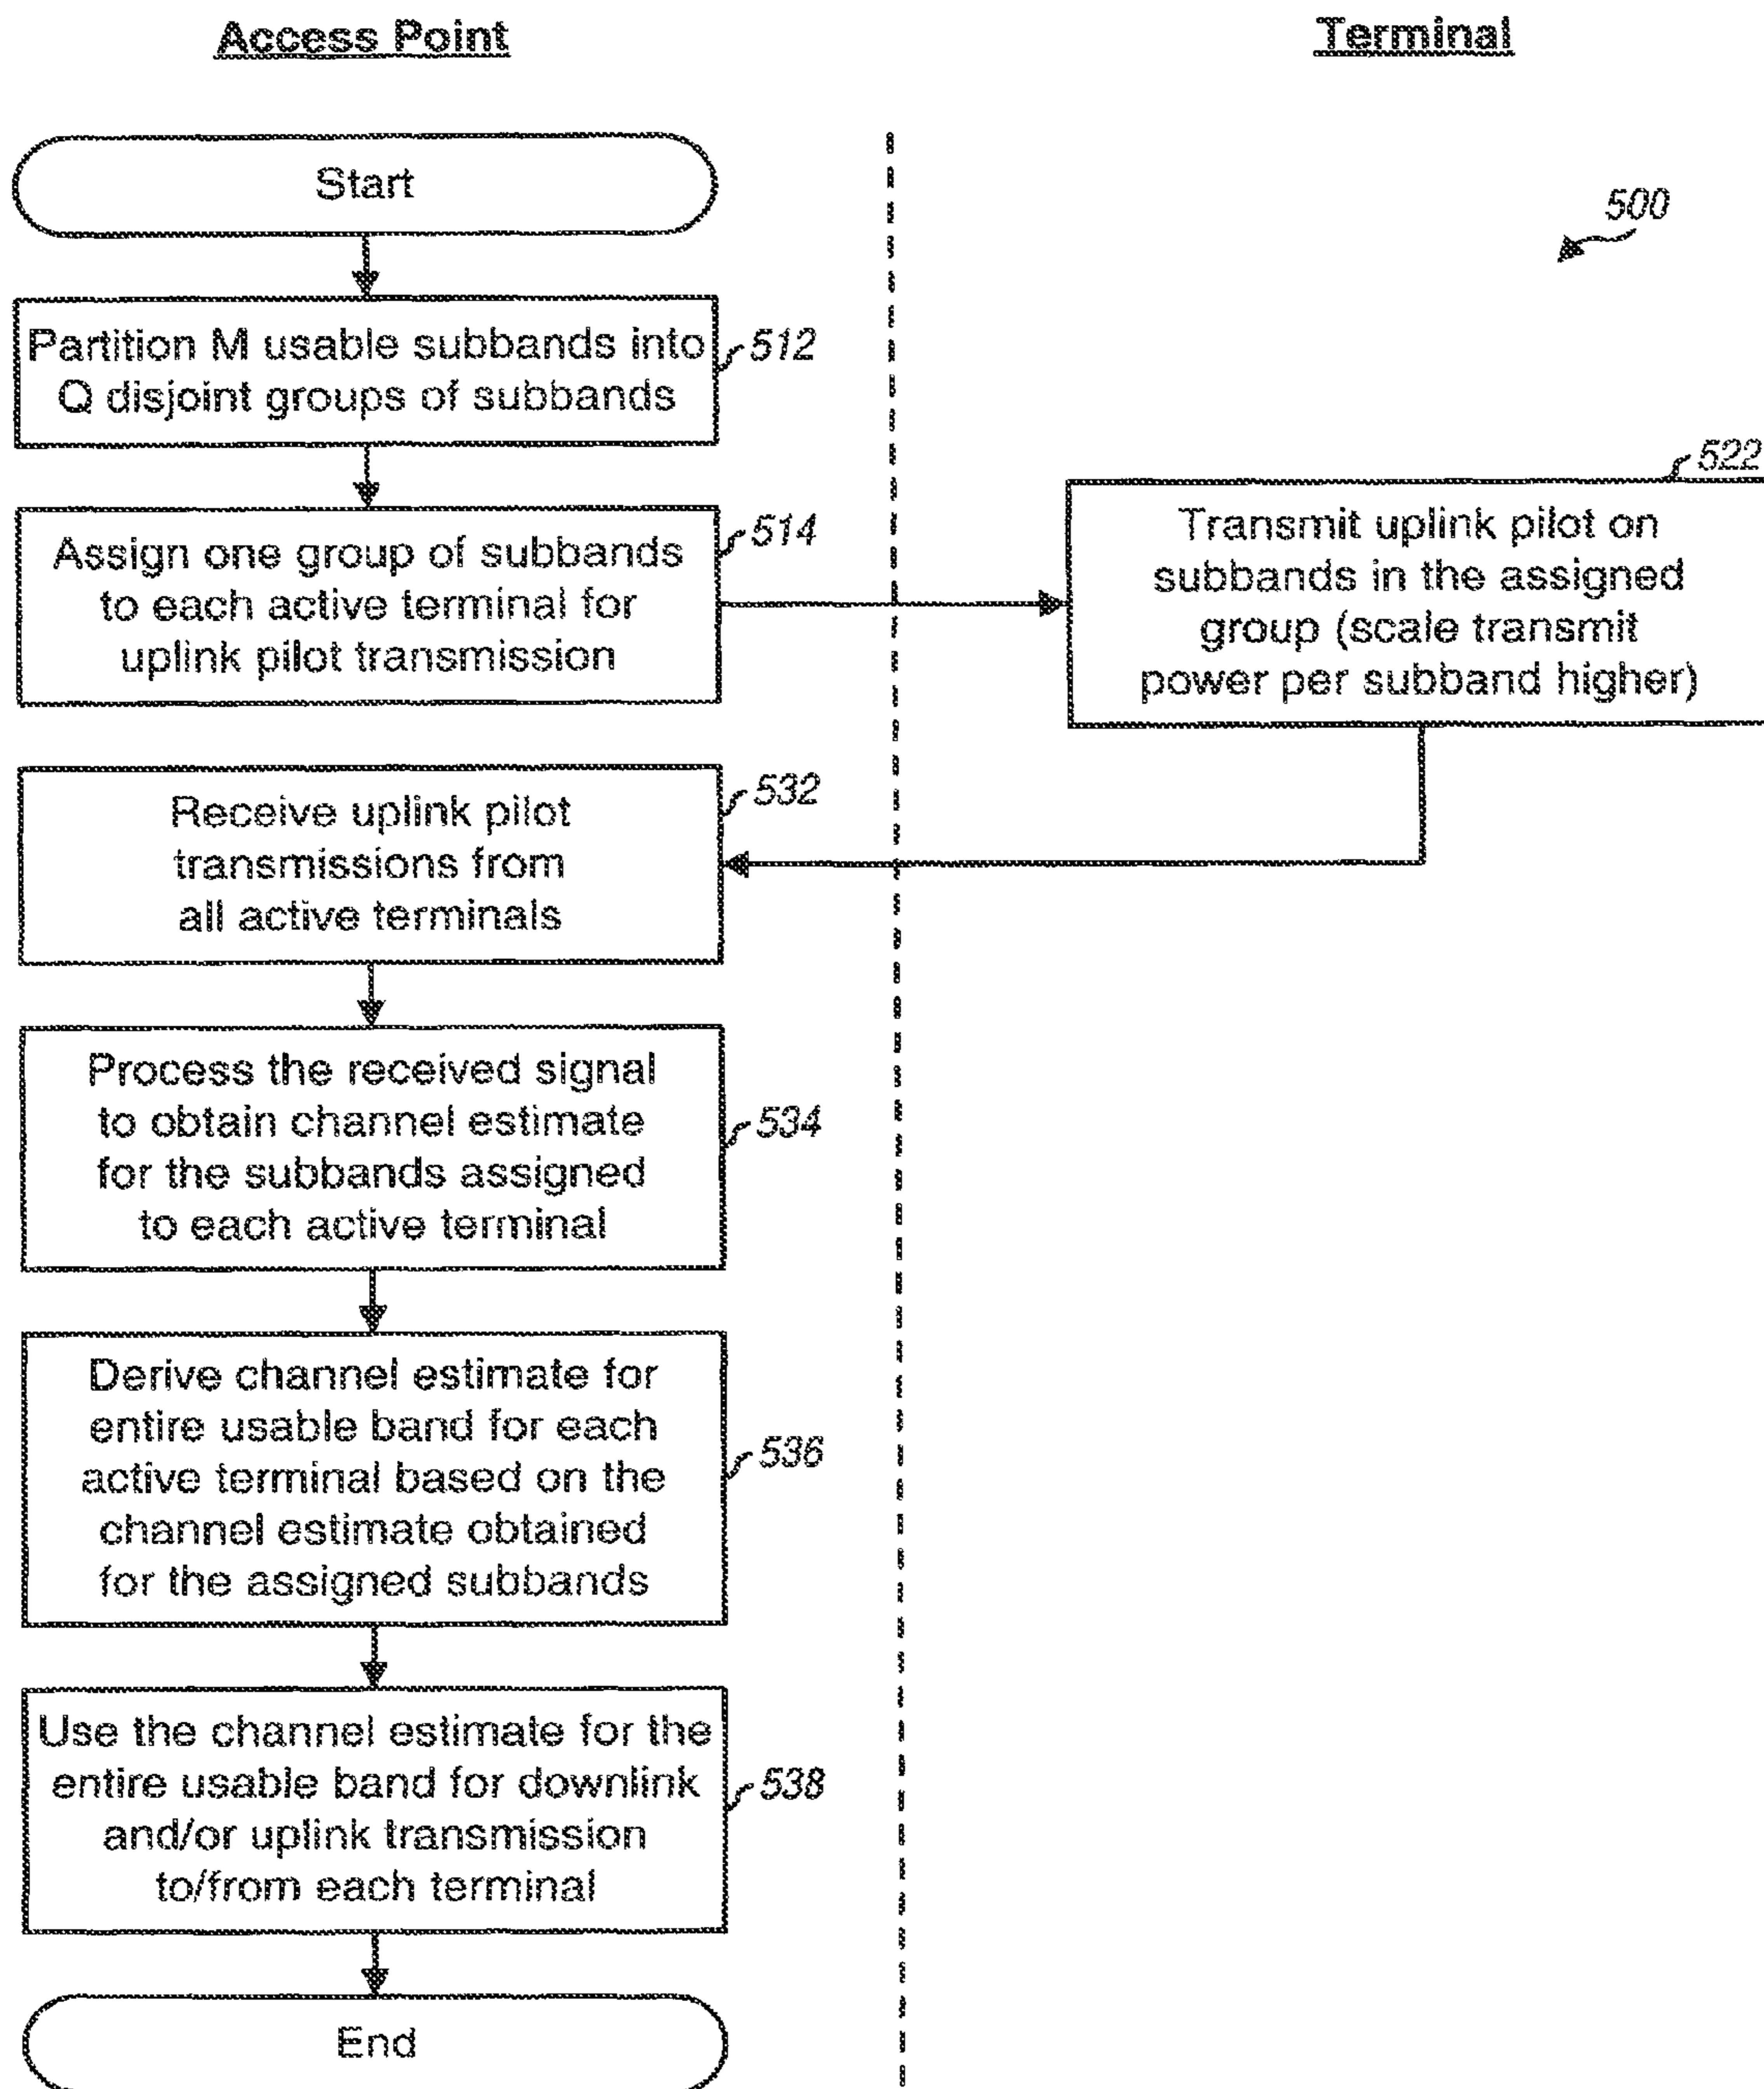 Access Point
Terminal
Start
500
Partition M usable subbands into
Q disjoint groups of subbands
512
Assign one group of subbands
to each active terminal for
uplink pilot transmission
514
522
Transmit uplink pilot on
subbands in the assigned
group (scale transmit
power per subband higher)
Receive uplink pilot
transmissions from
all active terminals
532
Process the received signal
to obtain channel estimate
for the subbands assigned
to each active terminal
534
Derive channel estimate for
entire usable band for each
active terminal based on the
channel estimate obtained
for the assigned subbands
536
Use the channel estimate for the
entire usable band for downlink
and/or uplink transmission
to/from each terminal
538
End